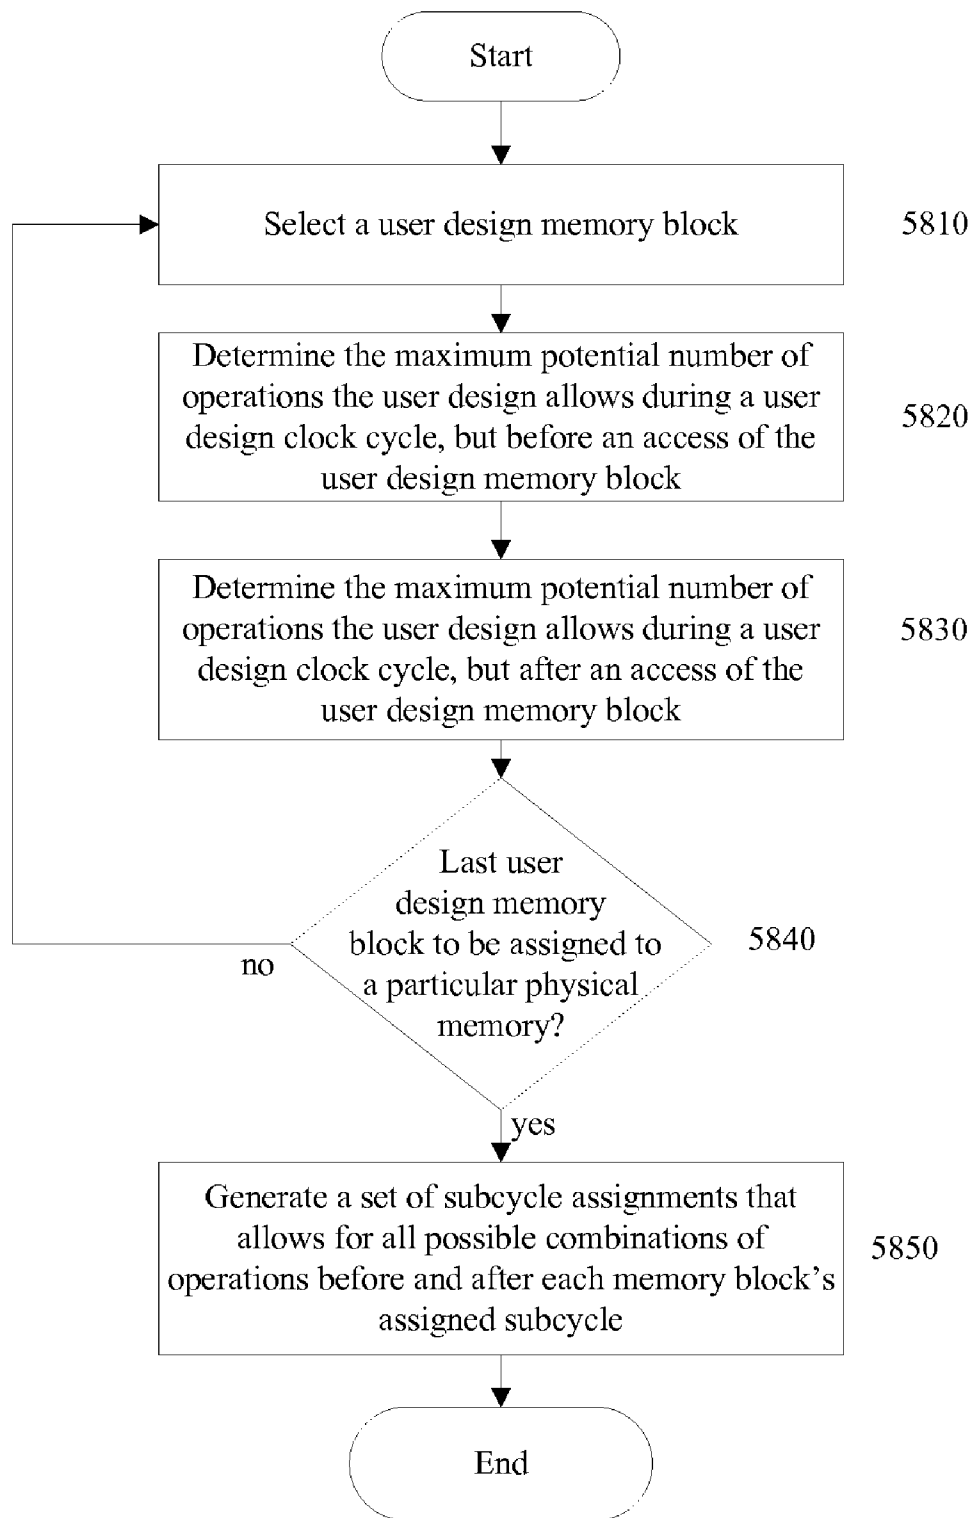 Start
Select a user design memory block
5810
Determine the maximum potential number of
operations the user design allows during a user
design clock cycle, but before an access of the
user design memory block
5820
Determine the maximum potential number of
operations the user design allows during a user
design clock cycle, but after an access of the
user design memory block
5830
Last user
design memory
block to be assigned to
a particular physical
memory?
5840
no
yes
Generate a set of subcycle assignments that
allows for all possible combinations of
operations before and after each memory block’s
assigned subcycle
5850
End